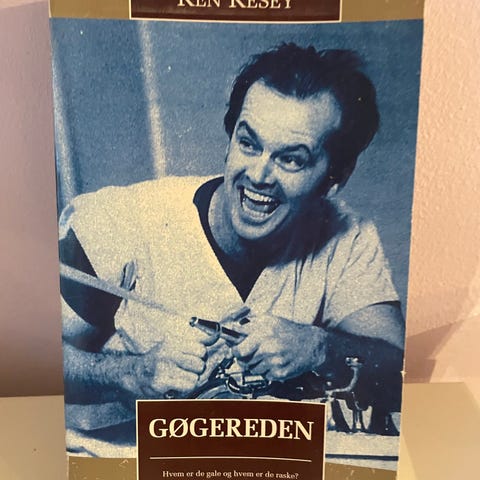 KEN KESEY
GØGEREDEN
Hvem er de gale og hvem er de raske?